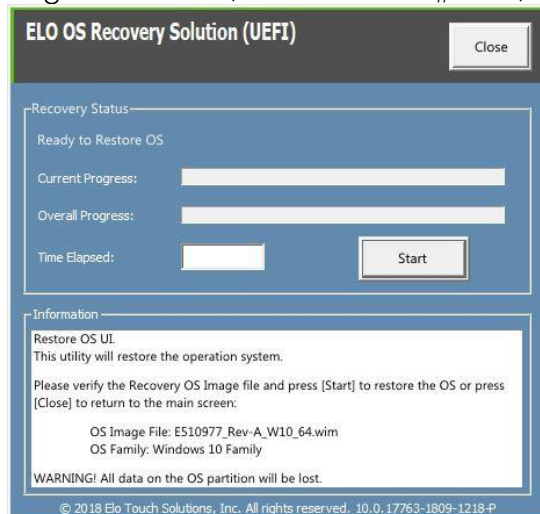 ELO OS Recovery Solution (UEFI)
Close
Recovery Status
Ready to Restore OS
Current Progress:
Overall Progress:
Time Elapsed:
Start
Information
Restore OS UI.
This utility will restore the operation system.
Please verify the Recovery OS Image file and press [Start] to restore the OS or press
[Close] to return to the main screen:
OS Image File: E510977_Rev-A_W10_64.wim
OS Family: Windows 10 Family
WARNING! All data on the OS partition will be lost.
© 2018 Elo Touch Solutions, Inc. All rights reserved. 10.0.17763-1809-1218-P